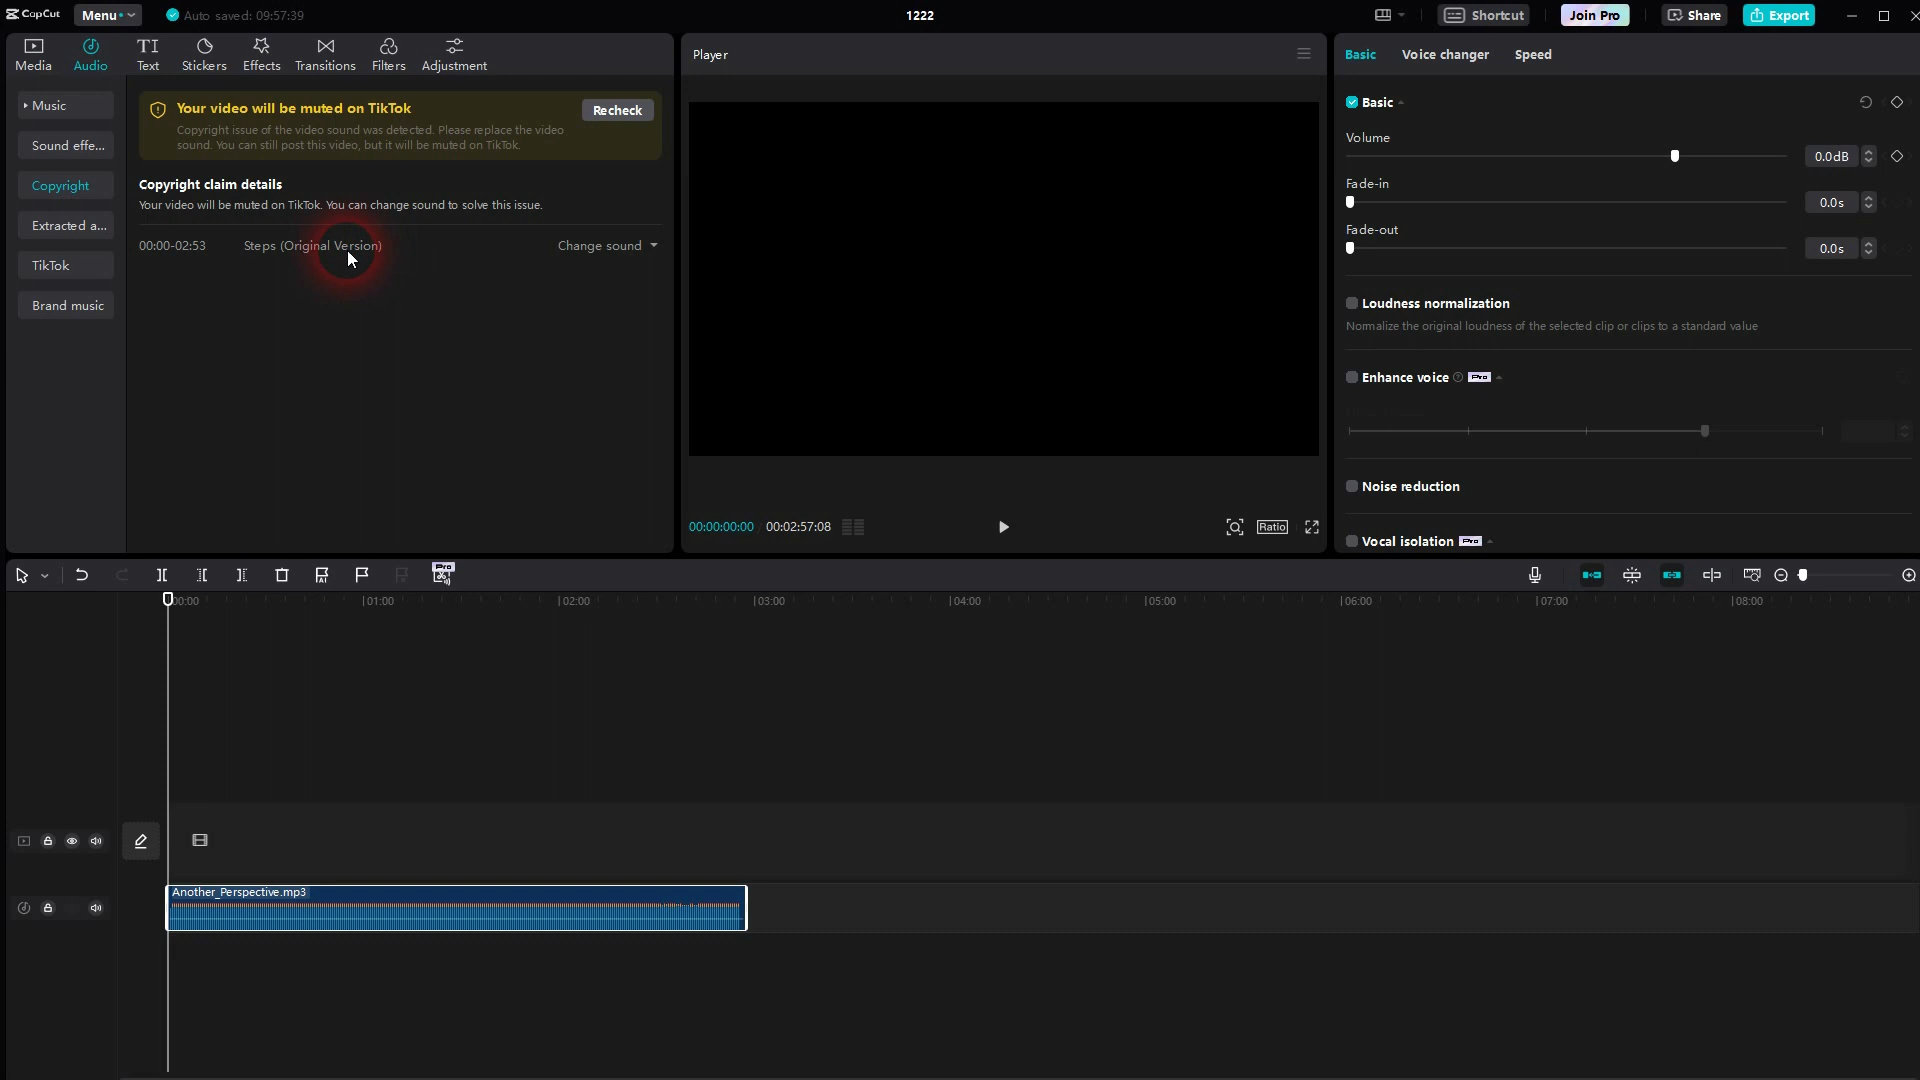 CapCut
Menu
Auto saved: 09:57:39
1222
Shortcut
Join Pro
Share
Export
Media
Audio
Text
Stickers
Effects
Transitions
Filters
Adjustment
Music
Sound effe...
Copyright
Extracted a...
TikTok
Brand music
Your video will be muted on TikTok
Recheck
Copyright issue of the video sound was detected. Please replace the video
sound. You can still post this video, but it will be muted on TikTok.
Copyright claim details
Your video will be muted on TikTok. You can change sound to solve this issue.
00:00-02:53
Steps (Original Version)
Change sound
Player
00:00:00:00
00:02:57:08
Ratio
Basic
Voice changer
Speed
Basic
Volume
0.0dB
Fade-in
0.0s
Fade-out
0.0s
Loudness normalization
Normalize the original loudness of the selected clip or clips to a standard value
Enhance voice
Pro
Noise reduction
Vocal isolation
Pro
Pro
00:00
01:00
02:00
03:00
04:00
05:00
06:00
07:00
08:00
Another_Perspective.mp3